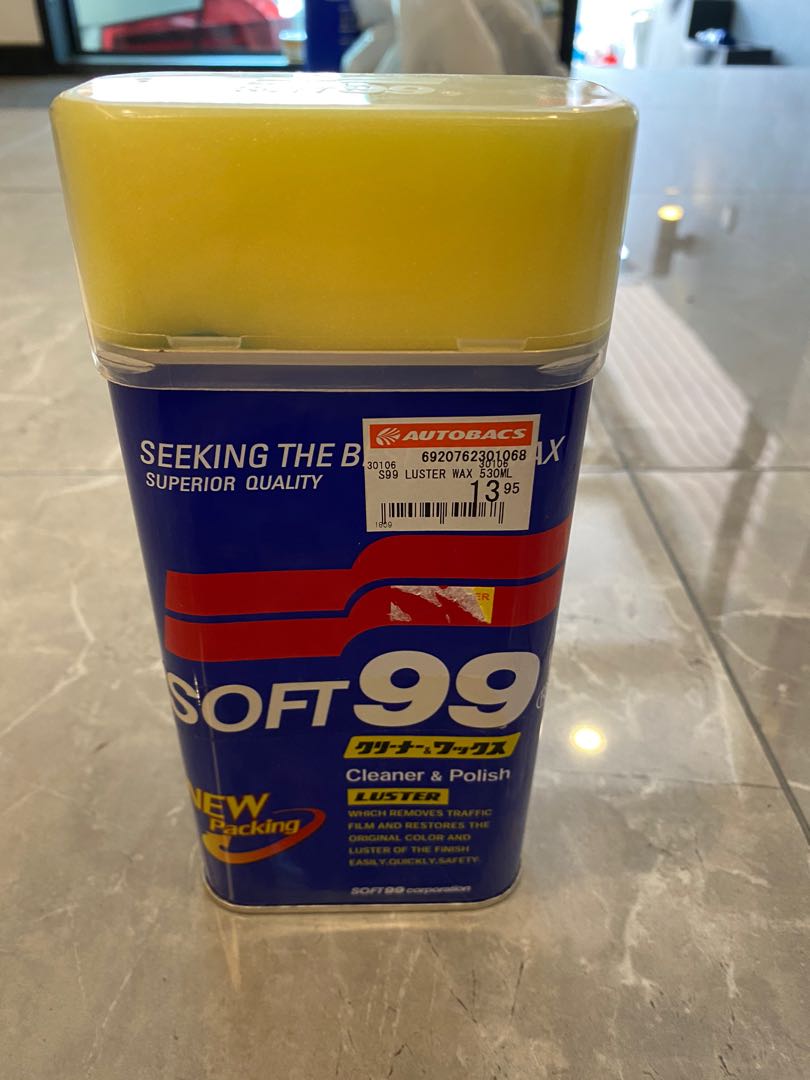 SEEKING THE B AX
SUPERIOR QUALITY
AUTOBACS
6920762301068
30106 30106
S99 LUSTER WAX 530ML
13 95
1809
ER
SOFT99
クリーナー&ワックス
Cleaner & Polish
LUSTER
NEW
Packing
WHICH REMOVES TRAFFIC
FILM AND RESTORES THE
ORIGINAL COLOR AND
LUSTER OF THE FINISH
EASILY.QUICKLY.SAFETY.
SOFT99 corporation